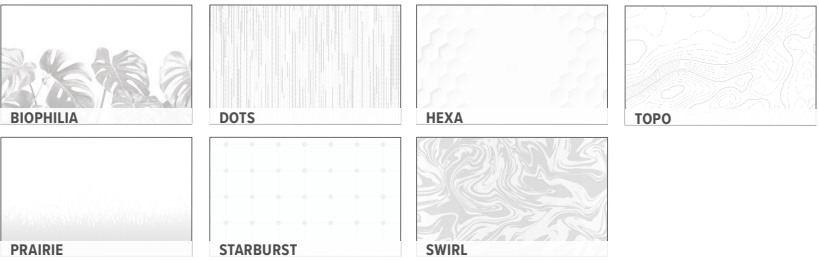 BIOPHILIA
DOTS
HEXA
TOPO
PRAIRIE
STARBURST
SWIRL